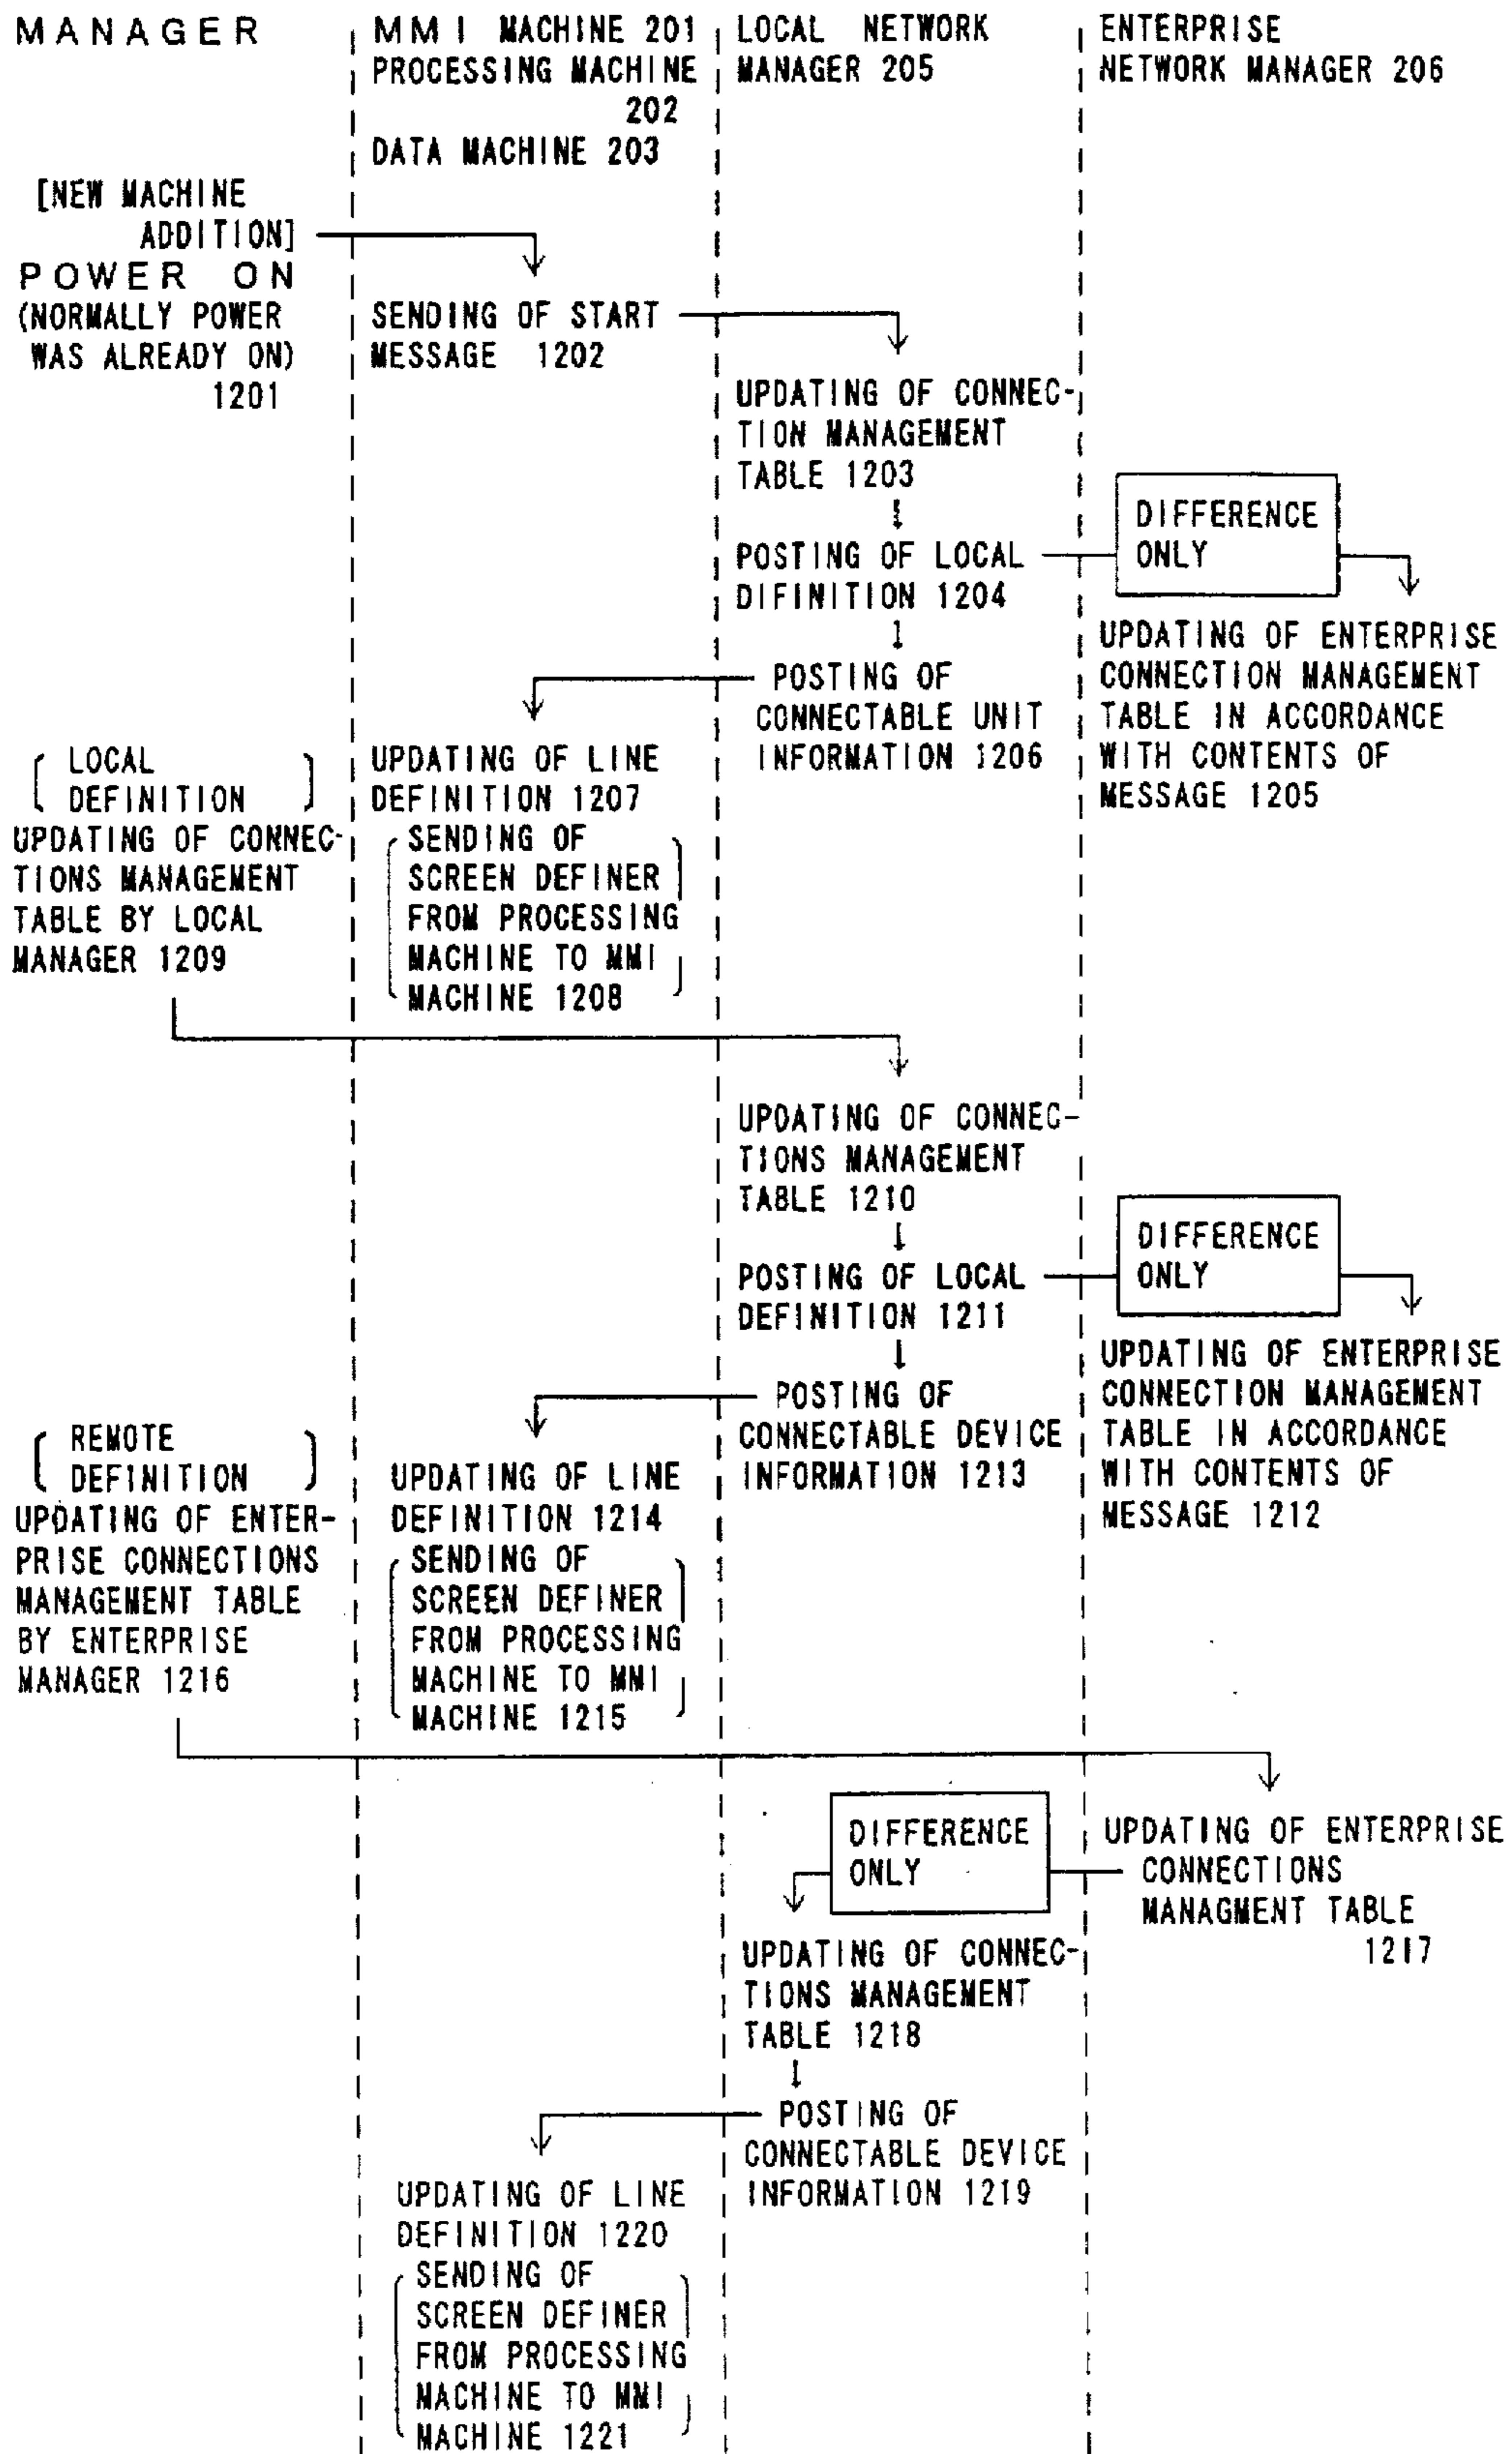 MANAGER
MMI MACHINE 201
PROCESSING MACHINE
202
DATA MACHINE 203
LOCAL NETWORK
MANAGER 205
ENTERPRISE
NETWORK MANAGER 206
[NEW MACHINE
ADDITION]
POWER ON
(NORMALLY POWER
WAS ALREADY ON)
1201
SENDING OF START
MESSAGE 1202
UPDATING OF CONNEC-
TION MANAGEMENT
TABLE 1203
POSTING OF LOCAL
DIFINITION 1204
DIFFERENCE
ONLY
UPDATING OF ENTERPRISE
CONNECTION MANAGEMENT
TABLE IN ACCORDANCE
WITH CONTENTS OF
MESSAGE 1205
POSTING OF
CONNECTABLE UNIT
INFORMATION 1206
UPDATING OF LINE
DEFINITION 1207
SENDING OF
SCREEN DEFINER
FROM PROCESSING
MACHINE TO MMI
MACHINE 1208
LOCAL
DEFINITION
UPDATING OF CONNEC-
TIONS MANAGEMENT
TABLE BY LOCAL
MANAGER 1209
UPDATING OF CONNEC-
TIONS MANAGEMENT
TABLE 1210
POSTING OF LOCAL
DEFINITION 1211
DIFFERENCE
ONLY
UPDATING OF ENTERPRISE
CONNECTION MANAGEMENT
TABLE IN ACCORDANCE
WITH CONTENTS OF
MESSAGE 1212
POSTING OF
CONNECTABLE DEVICE
INFORMATION 1213
UPDATING OF LINE
DEFINITION 1214
SENDING OF
SCREEN DEFINER
FROM PROCESSING
MACHINE TO MMI
MACHINE 1215
REMOTE
DEFINITION
UPDATING OF ENTER-
PRISE CONNECTIONS
MANAGEMENT TABLE
BY ENTERPRISE
MANAGER 1216
UPDATING OF ENTERPRISE
CONNECTIONS
MANAGMENT TABLE
1217
DIFFERENCE
ONLY
UPDATING OF CONNEC-
TIONS MANAGEMENT
TABLE 1218
POSTING OF
CONNECTABLE DEVICE
INFORMATION 1219
UPDATING OF LINE
DEFINITION 1220
SENDING OF
SCREEN DEFINER
FROM PROCESSING
MACHINE TO MMI
MACHINE 1221